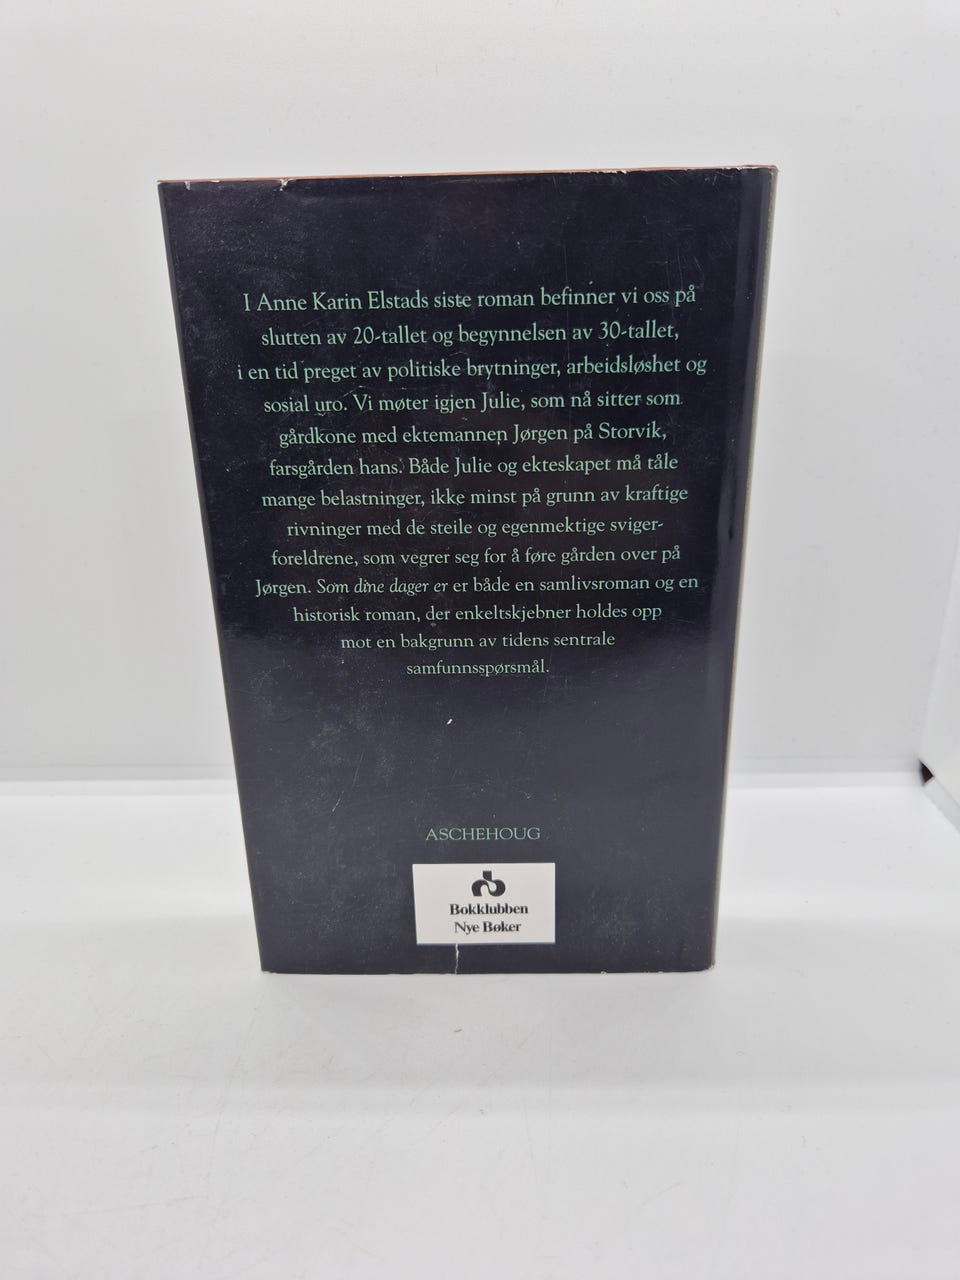 I Anne Karin Elstads siste roman befinner vi oss på
slutten av 20-tallet og begynnelsen av 30-tallet,
i en tid preget av politiske brytninger, arbeidsløshet og
sosial uro. Vi møter igjen Julie, som nå sitter som
gårdkone med ektemannen Jørgen på Storvik,
farsgården hans. Både Julie og ekteskapet må tåle
mange belastninger, ikke minst på grunn av kraftige
rivninger med de steile og egenmektige sviger-
foreldrene, som vegrer seg for å føre gården over på
Jørgen. Som dine dager er er både en samlivsroman og en
historisk roman, der enkeltskjebner holdes opp
mot en bakgrunn av tidens sentrale
samfunnsspørsmål.
ASCHEHOUG
Bokklubben
Nye Bøker